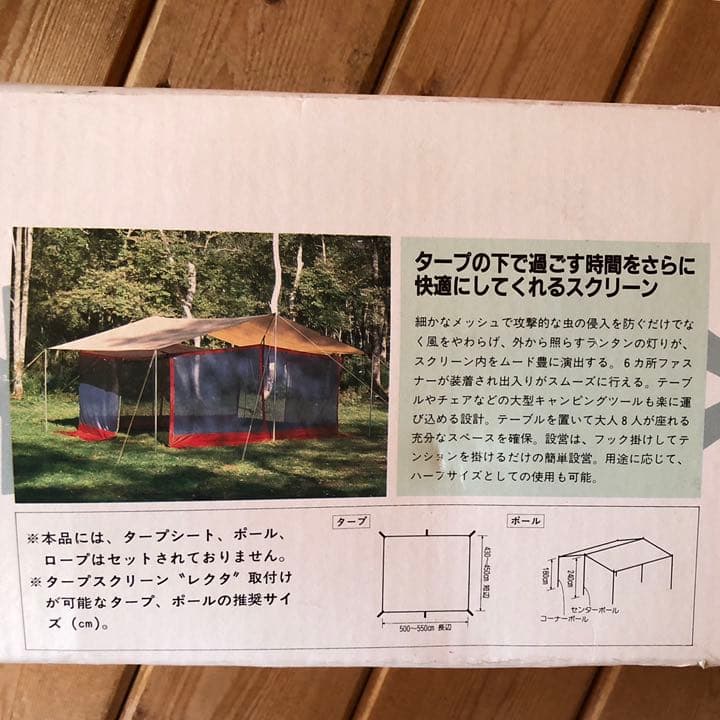 タープの下で過ごす時間をさらに
快適にしてくれるスクリーン
細かなメッシュで攻撃的な虫の侵入を防ぐだけでな
く風をやわらげ、外から照らすランタンの灯りが、
スクリーン内をムード豊に演出する。6カ所ファス
ナーが装着され出入りがスムーズに行える。テーブ
ルやチェアなどの大型キャンピングツールも楽に運
び込める設計。テーブルを置いて大人8人が座れる
充分なスペースを確保。設営は、フック掛けしてテ
ンションを掛けるだけの簡単設営。用途に応じて、
ハーフサイズとしての使用も可能。
※本品には、タープシート、ポール、
ロープはセットされておりません。
※タープスクリーン〝レクタ〞取付け
が可能なタープ、ポールの推奨サイ
ズ（cm）。
タープ
430〜450cm 短辺
500〜550cm 長辺
ポール
180cm
240cm
センターポール
コーナーポール